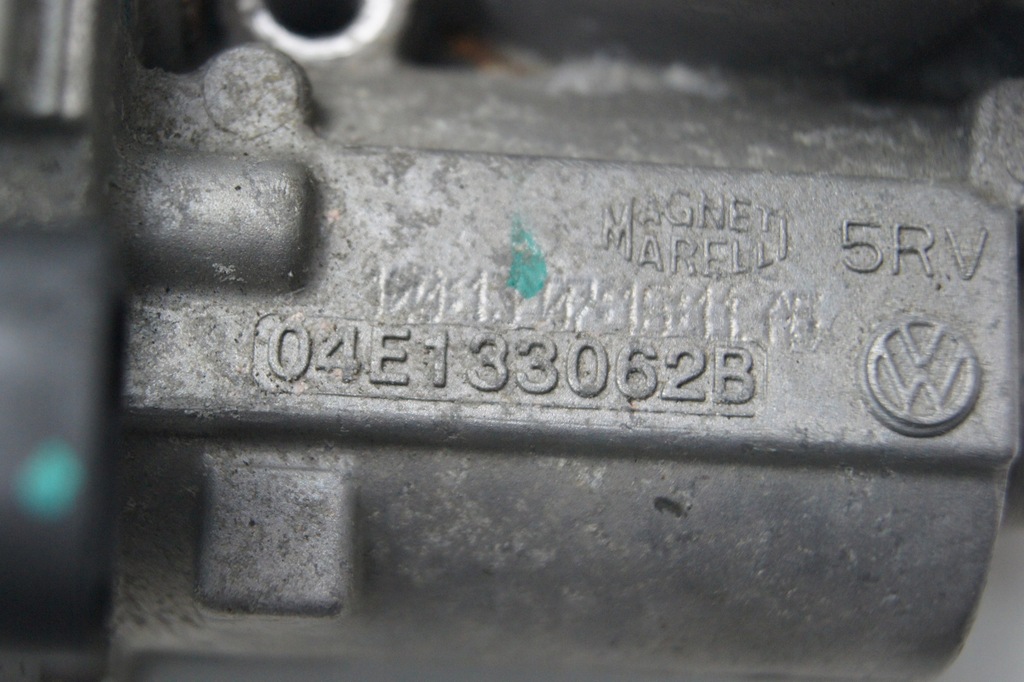 MAGNETI
MARELLI
5RV
04E133062B